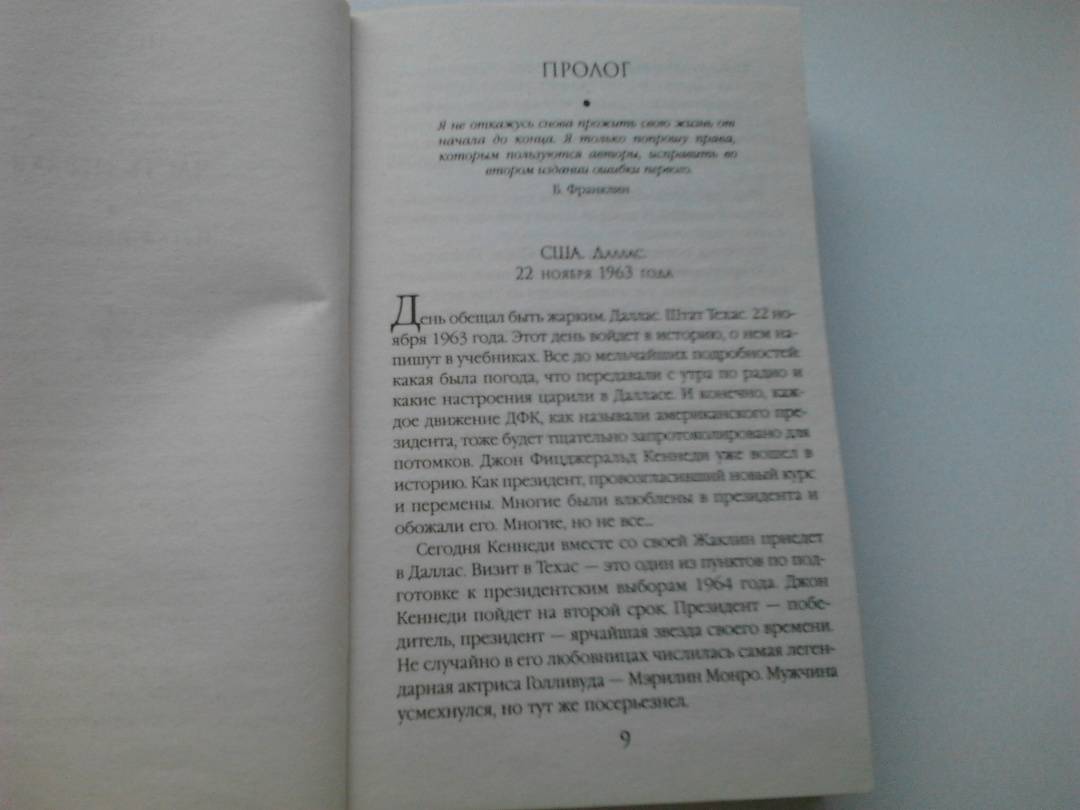 ПРОЛОГ
•
Я не откажусь снова прожить свою жизнь от
начала до конца. Я только попрошу права,
которым пользуются авторы, исправить во
втором издании ошибки первого.
Б. Франклин
США. Даллас.
22 ноября 1963 года
День обещал быть жарким. Даллас. Штат Техас. 22 но-
ября 1963 года. Этот день войдет в историю, о нем на-
пишут в учебниках. Все до мельчайших подробностей:
какая была погода, что передавали с утра по радио и
какие настроения царили в Далласе. И конечно, каж-
дое движение ДФК, как называли американского пре-
зидента, тоже будет тщательно запротоколировано для
потомков. Джон Фицджеральд Кеннеди уже вошел в
историю. Как президент, провозгласивший новый курс
и перемены. Многие были влюблены в президента и
обожали его. Многие, но не все...
Сегодня Кеннеди вместе со своей Жаклин приедет
в Даллас. Визит в Техас — это один из пунктов по под-
готовке к президентским выборам 1964 года. Джон
Кеннеди пойдет на второй срок. Президент — побе-
дитель, президент — ярчайшая звезда своего времени.
Не случайно в его любовницах числилась самая леген-
дарная актриса Голливуда — Мэрилин Монро. Мужчина
усмехнулся, но тут же посерьезнел.
9